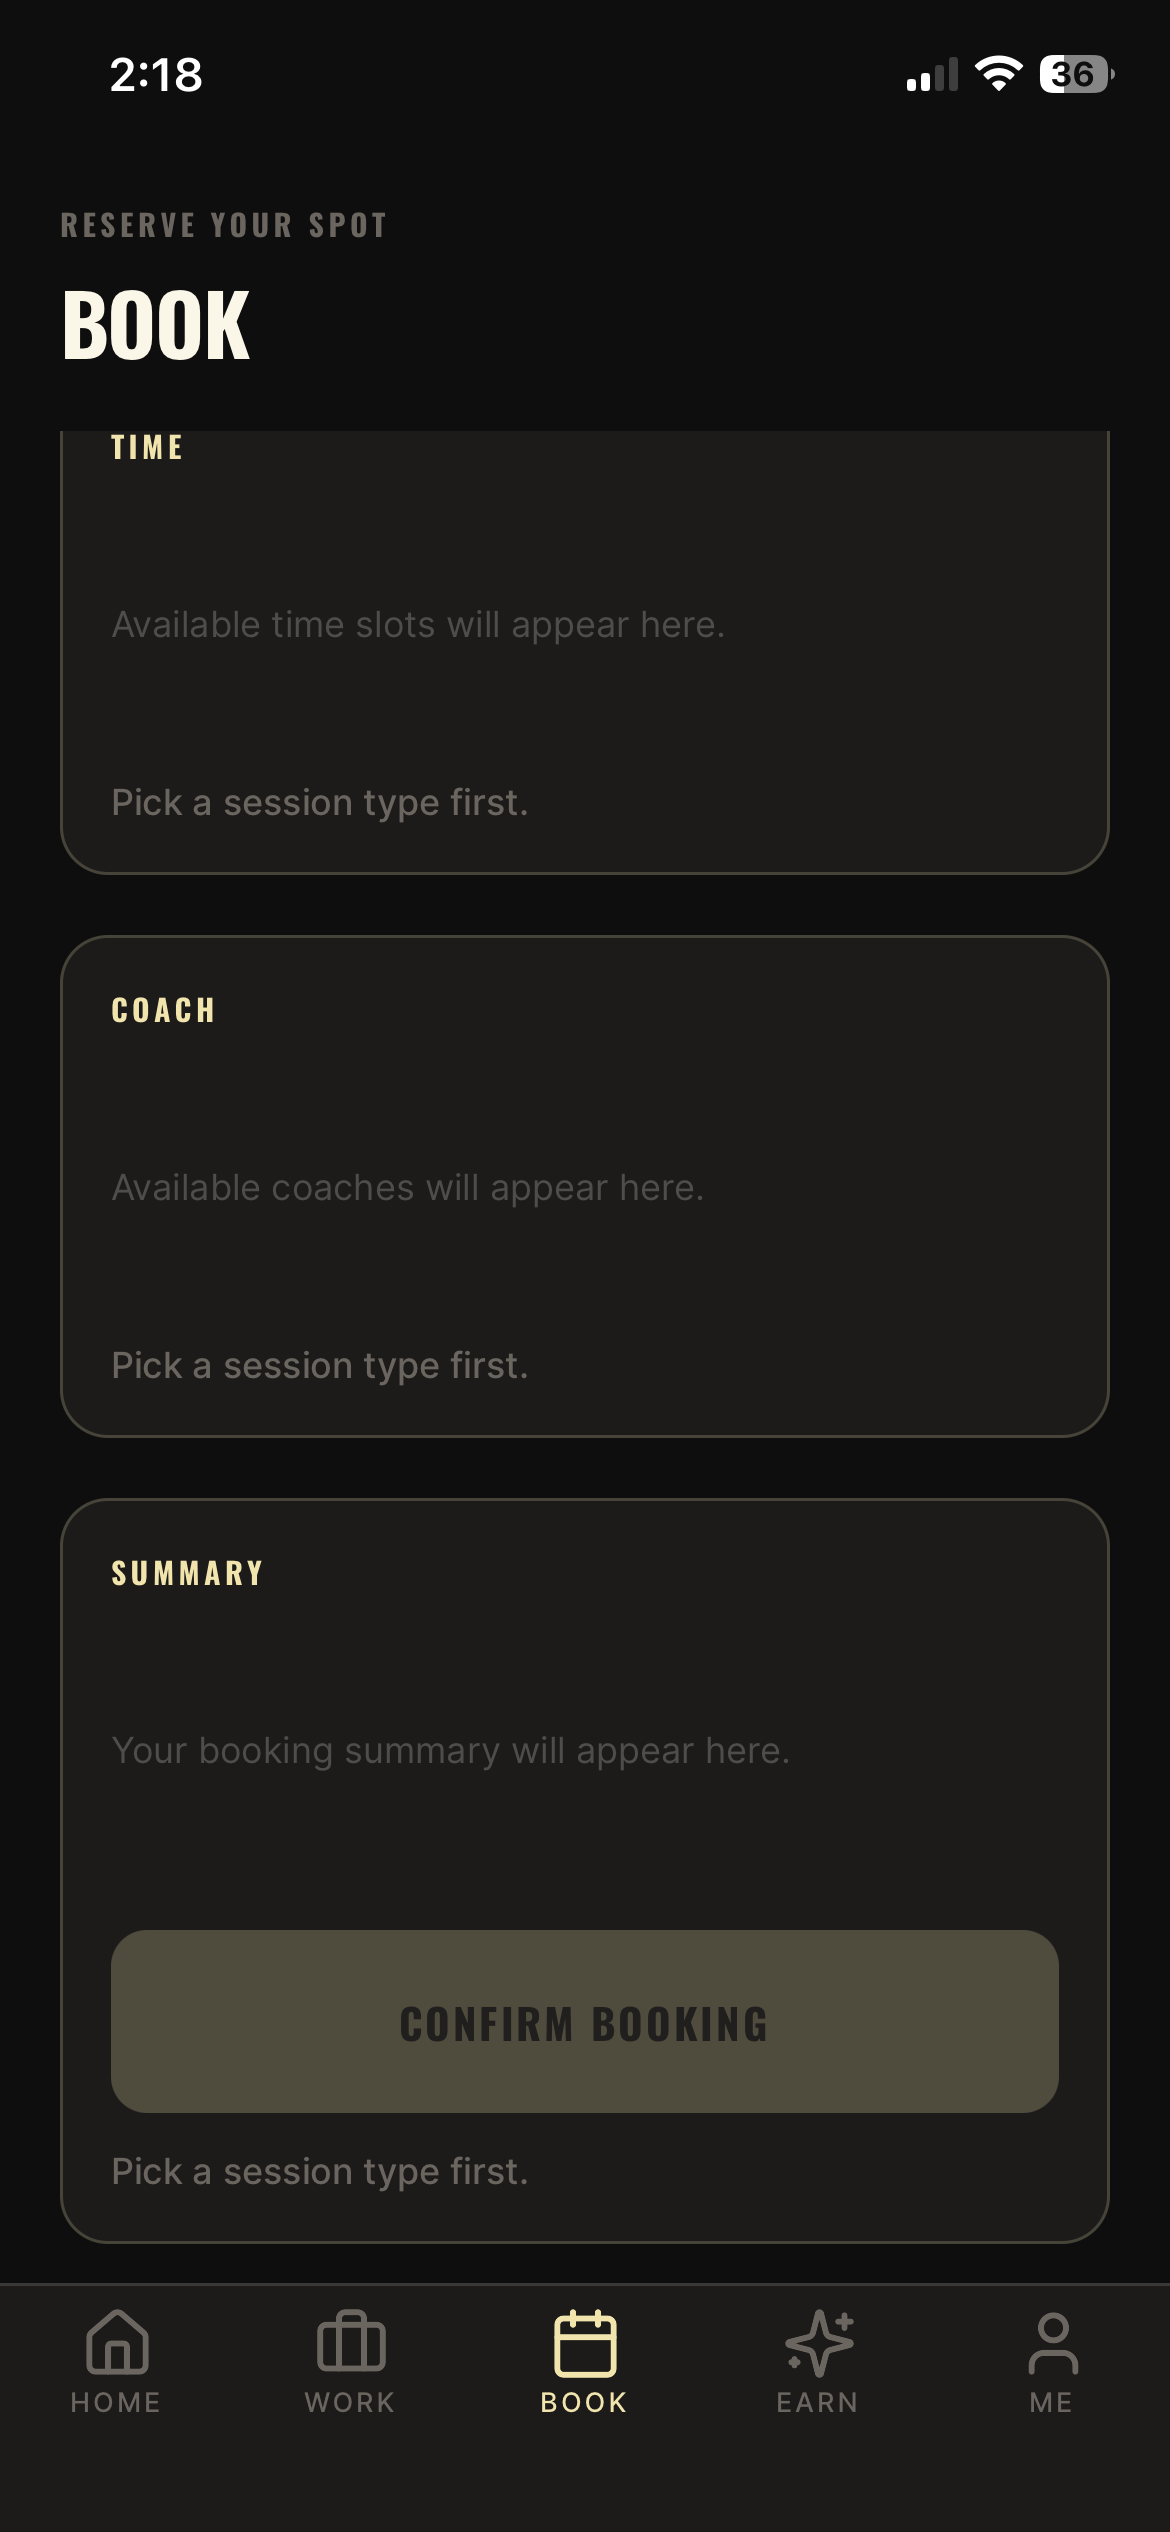 2:18
36
RESERVE YOUR SPOT
BOOK
TIME
Available time slots will appear here.
Pick a session type first.
COACH
Available coaches will appear here.
Pick a session type first.
SUMMARY
Your booking summary will appear here.
CONFIRM BOOKING
Pick a session type first.
HOME WORK BOOK EARN ME